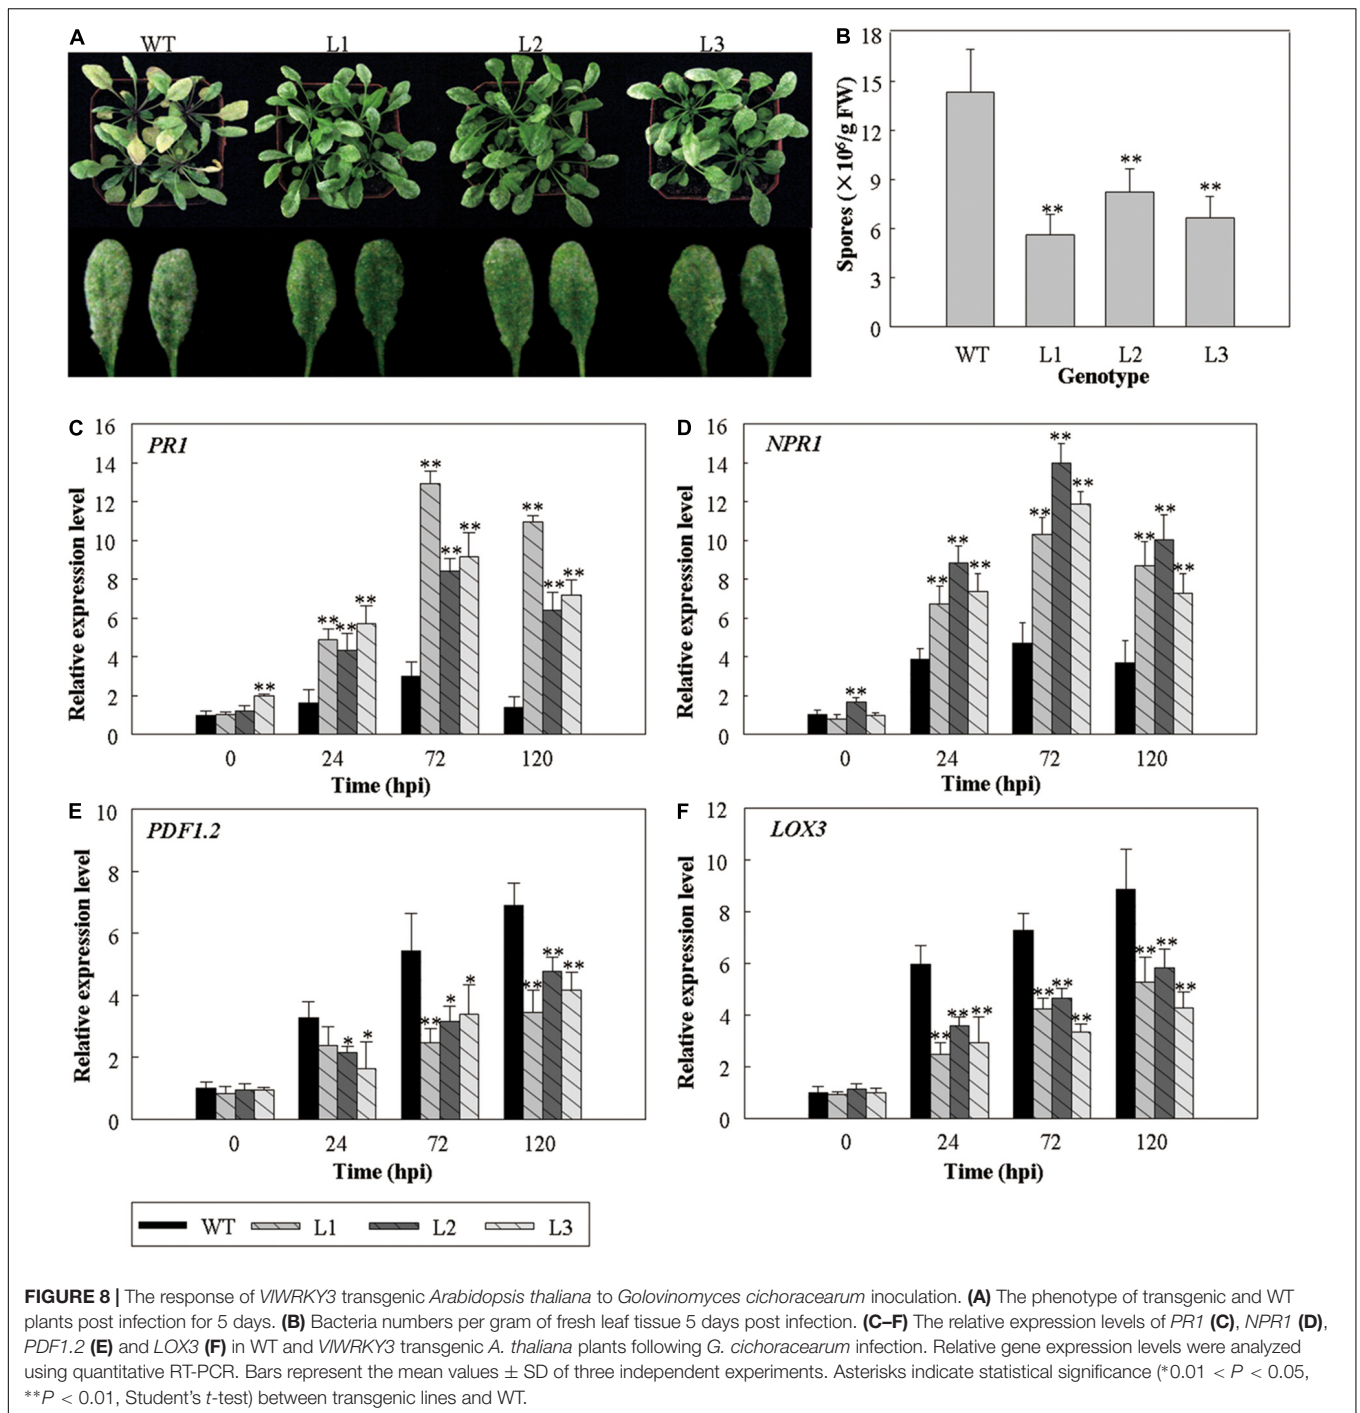 A
WT L1 L2 L3
B
18
15
12
9
6
3
0
Spores (×10⁶/g FW)
**
**
**
WT L1 L2 L3
Genotype
C
PR1
16
14
12
10
8
6
4
2
0
Relative expression level
**
** ** **
** ** **
** ** **
0 24 72 120
Time (hpi)
D
NPR1
16
14
12
10
8
6
4
2
0
Relative expression level
**
** ** **
** ** **
** ** **
0 24 72 120
Time (hpi)
E
PDF1.2
10
8
6
4
2
0
Relative expression level
* *
** * *
** ** **
0 24 72 120
Time (hpi)
F
LOX3
12
10
8
6
4
2
0
Relative expression level
** ** **
** ** **
** ** **
0 24 72 120
Time (hpi)
WT L1 L2 L3
FIGURE 8 | The response of VlWRKY3 transgenic Arabidopsis thaliana to Golovinomyces cichoracearum inoculation. (A) The phenotype of transgenic and WT
plants post infection for 5 days. (B) Bacteria numbers per gram of fresh leaf tissue 5 days post infection. (C–F) The relative expression levels of PR1 (C), NPR1 (D),
PDF1.2 (E) and LOX3 (F) in WT and VlWRKY3 transgenic A. thaliana plants following G. cichoracearum infection. Relative gene expression levels were analyzed
using quantitative RT-PCR. Bars represent the mean values ± SD of three independent experiments. Asterisks indicate statistical significance (*0.01 < P < 0.05,
**P < 0.01, Student's t-test) between transgenic lines and WT.